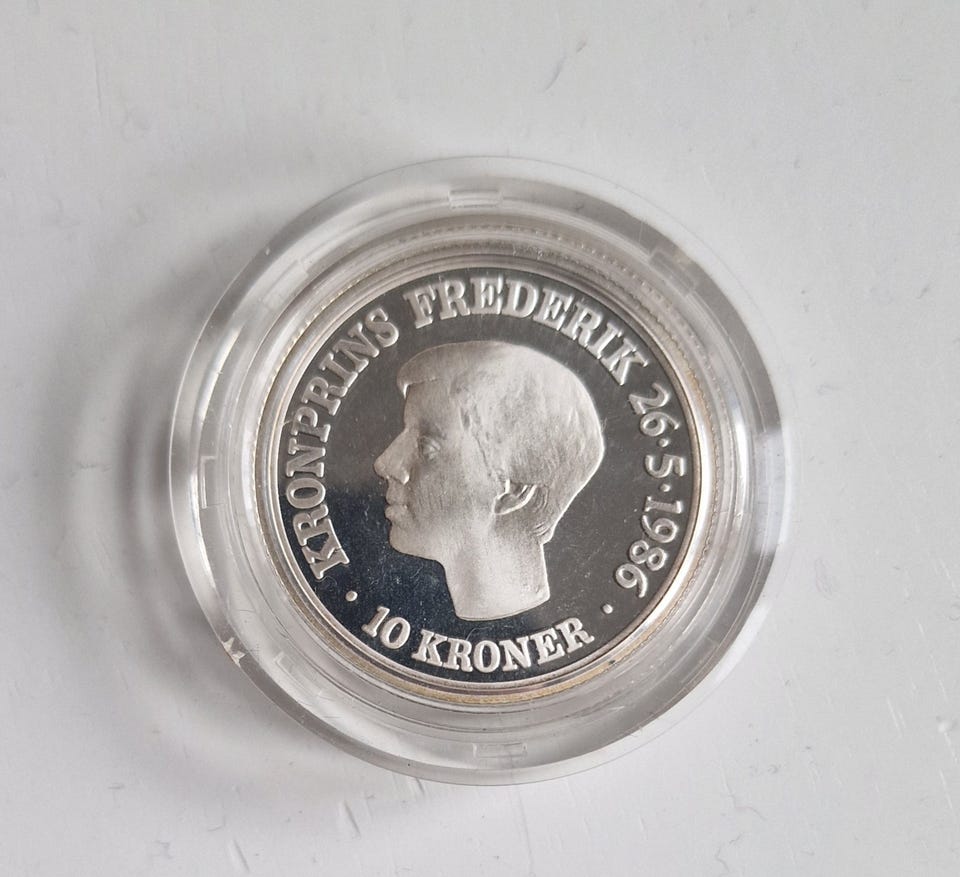 KRONPRINS FREDERIK 26·5·1986
· 10 KRONER ·